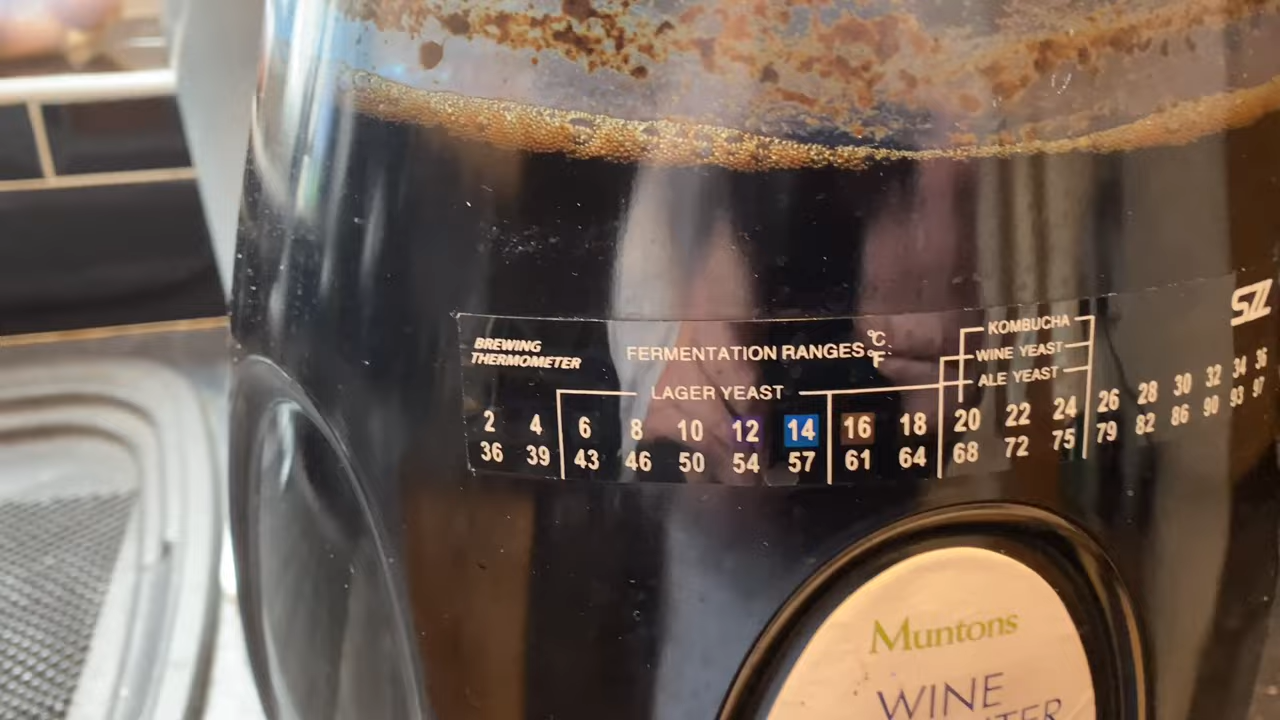 BREWING
THERMOMETER
FERMENTATION RANGES °C
°F
LAGER YEAST
KOMBUCHA
WINE YEAST
ALE YEAST
2 4 6 8 10 12 14 16 18 20 22 24 26 28 30 32 34 36
36 39 43 46 50 54 57 61 64 68 72 75 79 82 86 90 93 97
Muntons
WINE